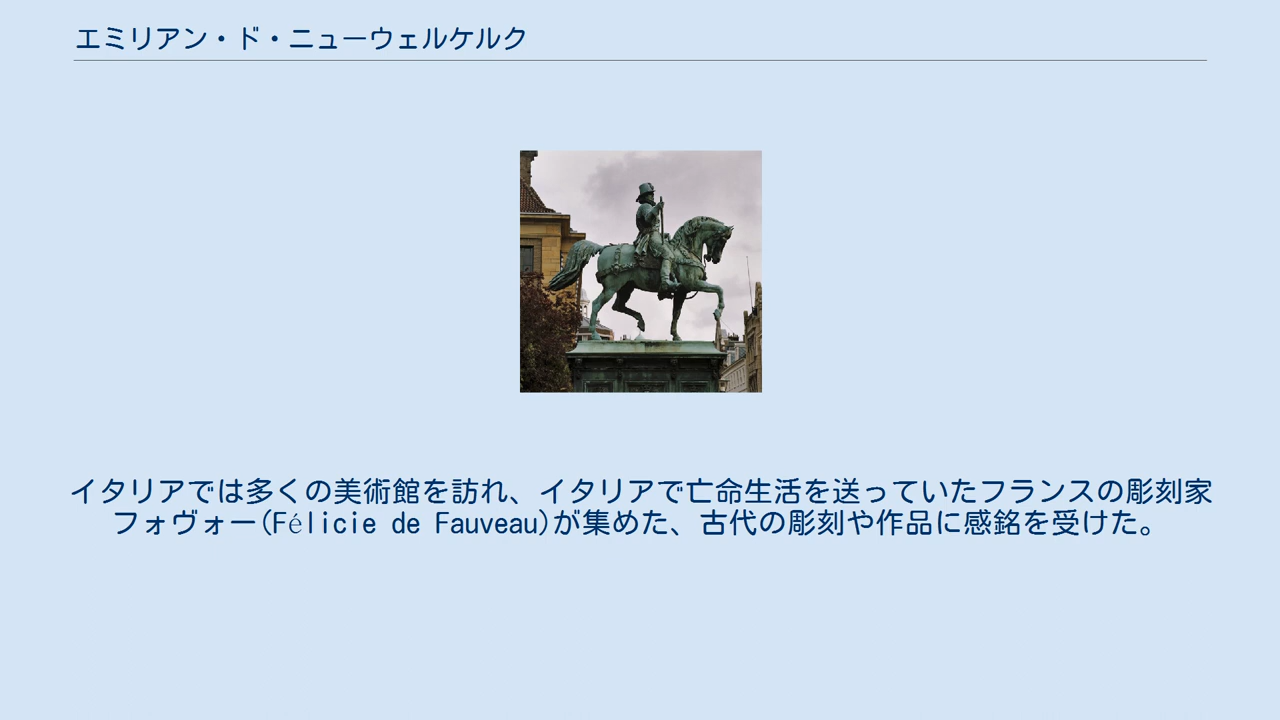 エミリアン・ド・ニューウェルケルク
イタリアでは多くの美術館を訪れ、イタリアで亡命生活を送っていたフランスの彫刻家
フォヴォー(Félicie de Fauveau)が集めた、古代の彫刻や作品に感銘を受けた。